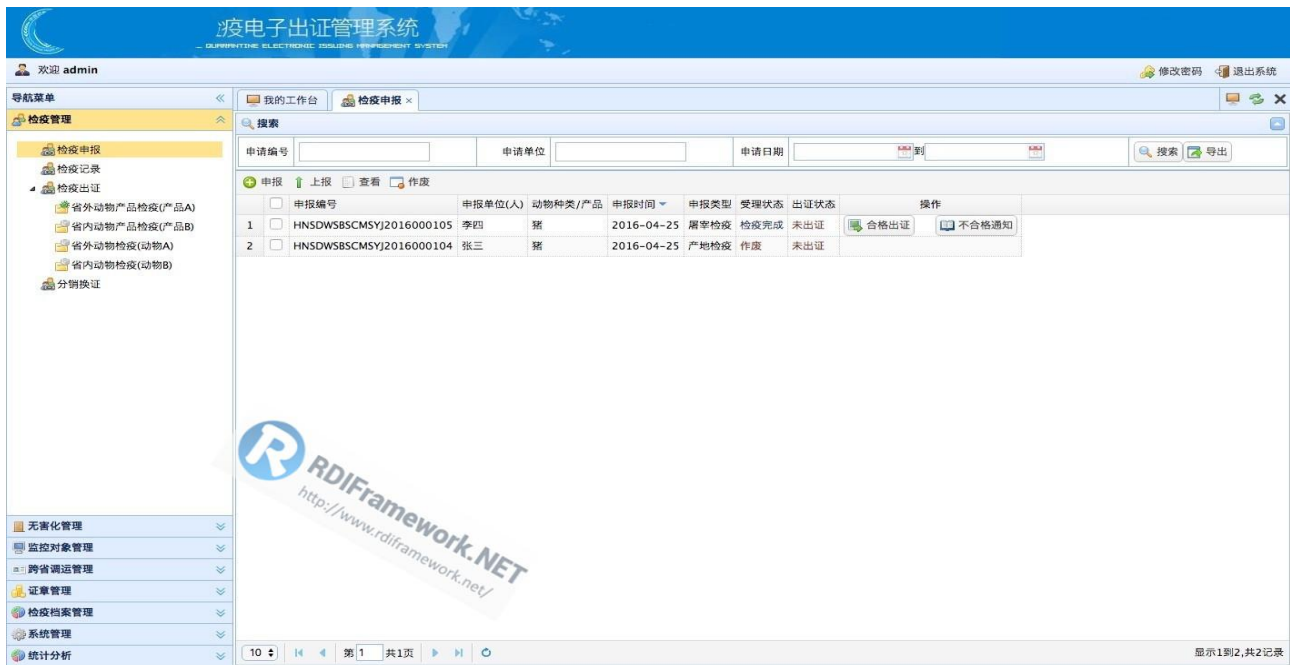 疫电子出证管理系统
QUARANTINE ELECTRONIC ISSUING MANAGEMENT SYSTEM
欢迎 admin 修改密码 退出系统
导航菜单 我的工作台 检疫申报
检疫管理 搜索
检疫申报 申请编号 申请单位 申请日期 到 搜索 导出
检疫记录 申报 上报 查看 作废
检疫出证 申报编号 申报单位(人) 动物种类/产品 申报时间 申报类型 受理状态 出证状态 操作
省外动物产品检疫(产品A)
1 HNSDWSBSCMSYJ2016000105 李四 猪 2016-04-25 屠宰检疫 检疫完成 未出证 合格出证 不合格通知
省内动物产品检疫(产品B)
2 HNSDWSBSCMSYJ2016000104 张三 猪 2016-04-25 产地检疫 作废 未出证
省外动物检疫(动物A)
省内动物检疫(动物B)
分销换证
RDIFramework.NET
http://www.rdiframework.net/
无害化管理
监控对象管理
跨省调运管理
证章管理
检疫档案管理
系统管理
统计分析 10 第 1 共1页 显示1到2,共2记录